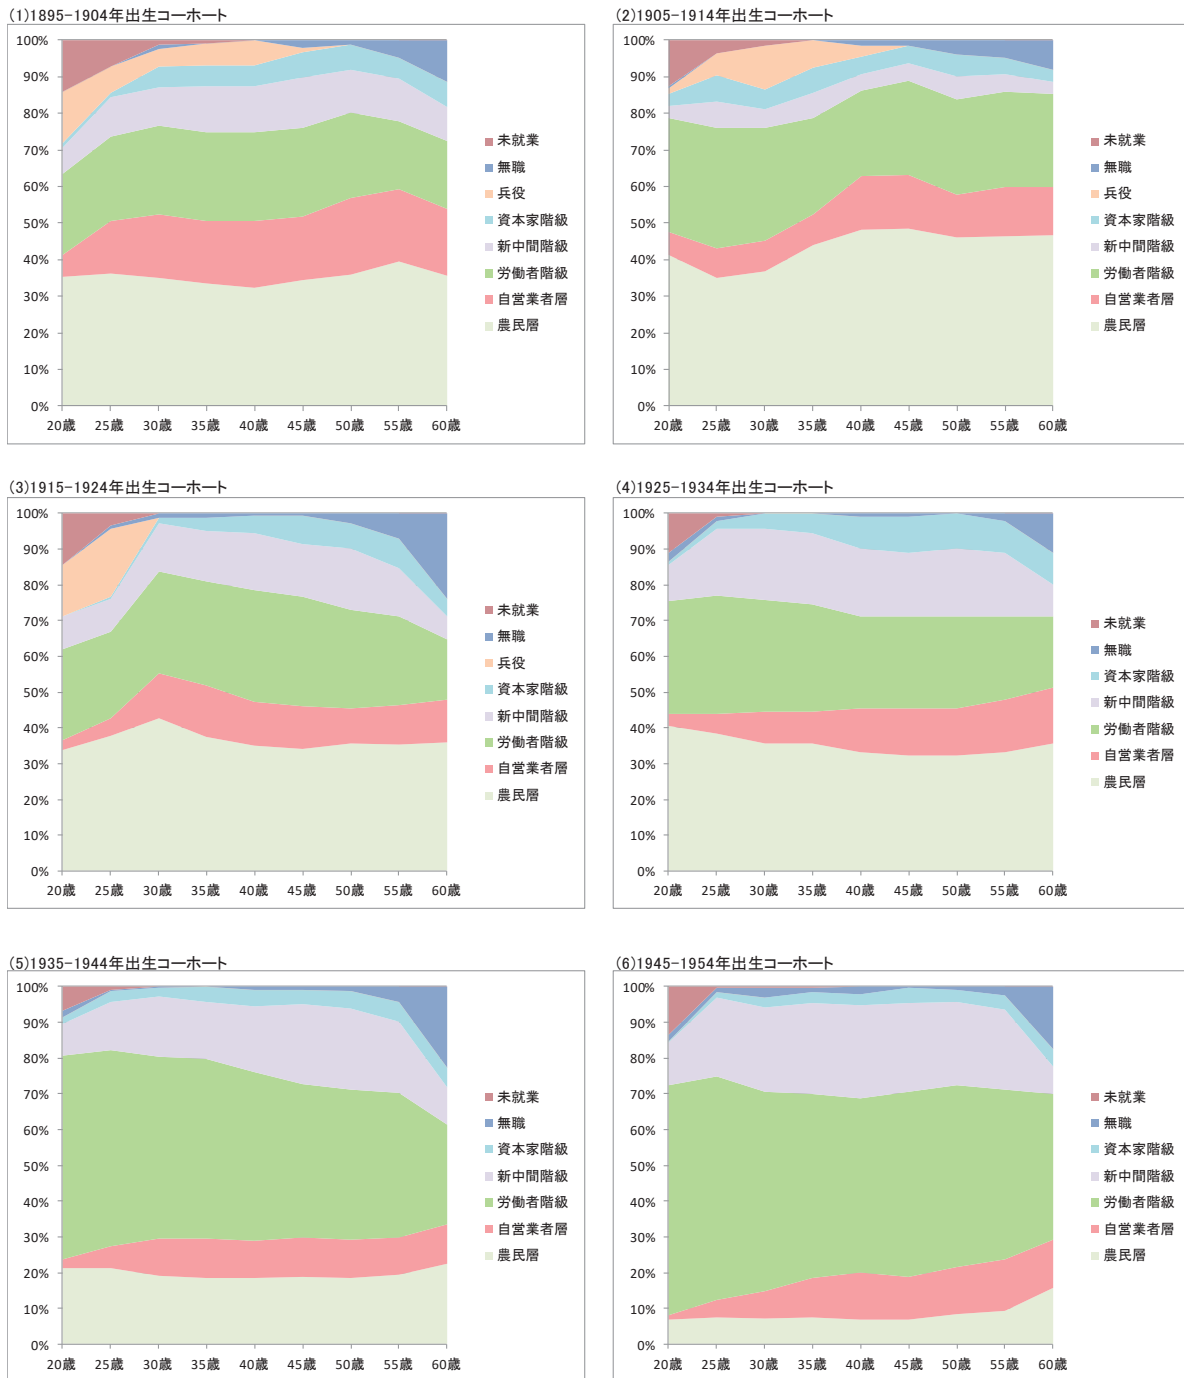 (1)1895-1904年出生コーホート
100%
90%
80%
70%
60%
50%
40%
30%
20%
10%
0%
20歳 25歳 30歳 35歳 40歳 45歳 50歳 55歳 60歳
未就業
無職
兵役
資本家階級
新中間階級
労働者階級
自営業者層
農民層
(2)1905-1914年出生コーホート
100%
90%
80%
70%
60%
50%
40%
30%
20%
10%
0%
20歳 25歳 30歳 35歳 40歳 45歳 50歳 55歳 60歳
未就業
無職
兵役
資本家階級
新中間階級
労働者階級
自営業者層
農民層
(3)1915-1924年出生コーホート
100%
90%
80%
70%
60%
50%
40%
30%
20%
10%
0%
20歳 25歳 30歳 35歳 40歳 45歳 50歳 55歳 60歳
未就業
無職
兵役
資本家階級
新中間階級
労働者階級
自営業者層
農民層
(4)1925-1934年出生コーホート
100%
90%
80%
70%
60%
50%
40%
30%
20%
10%
0%
20歳 25歳 30歳 35歳 40歳 45歳 50歳 55歳 60歳
未就業
無職
資本家階級
新中間階級
労働者階級
自営業者層
農民層
(5)1935-1944年出生コーホート
100%
90%
80%
70%
60%
50%
40%
30%
20%
10%
0%
20歳 25歳 30歳 35歳 40歳 45歳 50歳 55歳 60歳
未就業
無職
資本家階級
新中間階級
労働者階級
自営業者層
農民層
(6)1945-1954年出生コーホート
100%
90%
80%
70%
60%
50%
40%
30%
20%
10%
0%
20歳 25歳 30歳 35歳 40歳 45歳 50歳 55歳 60歳
未就業
無職
資本家階級
新中間階級
労働者階級
自営業者層
農民層